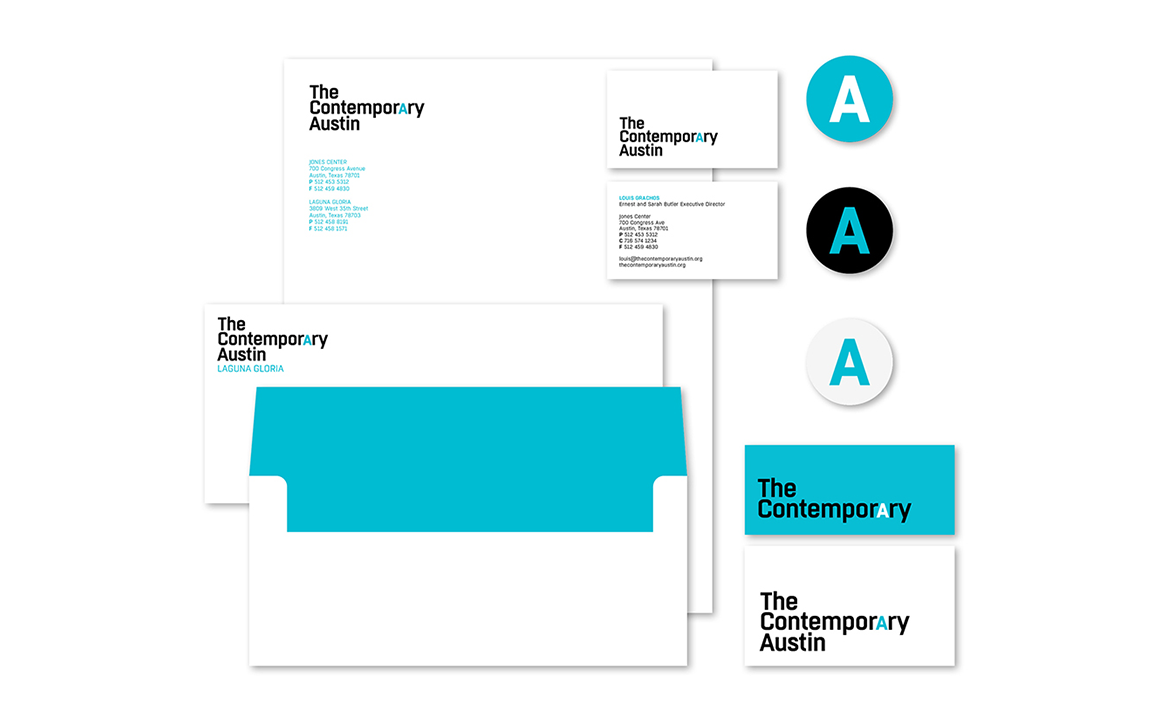 The
ContemporAry
Austin
JONES CENTER
700 Congress Avenue
Austin, Texas 78701
P 512 453 5312
F 512 459 4830
LAGUNA GLORIA
3809 West 35th Street
Austin, Texas 78703
P 512 458 8191
F 512 458 1571
The
ContemporAry
Austin
LOUIS GRACHOS
Ernest and Sarah Butler Executive Director
Jones Center
700 Congress Ave
Austin, Texas 78701
P 512 453 5312
C 716 574 1234
F 512 459 4830
louis@thecontemporaryaustin.org
thecontemporaryaustin.org
A
A
A
The
ContemporAry
Austin
LAGUNA GLORIA
The
ContemporAry
The
ContemporAry
Austin